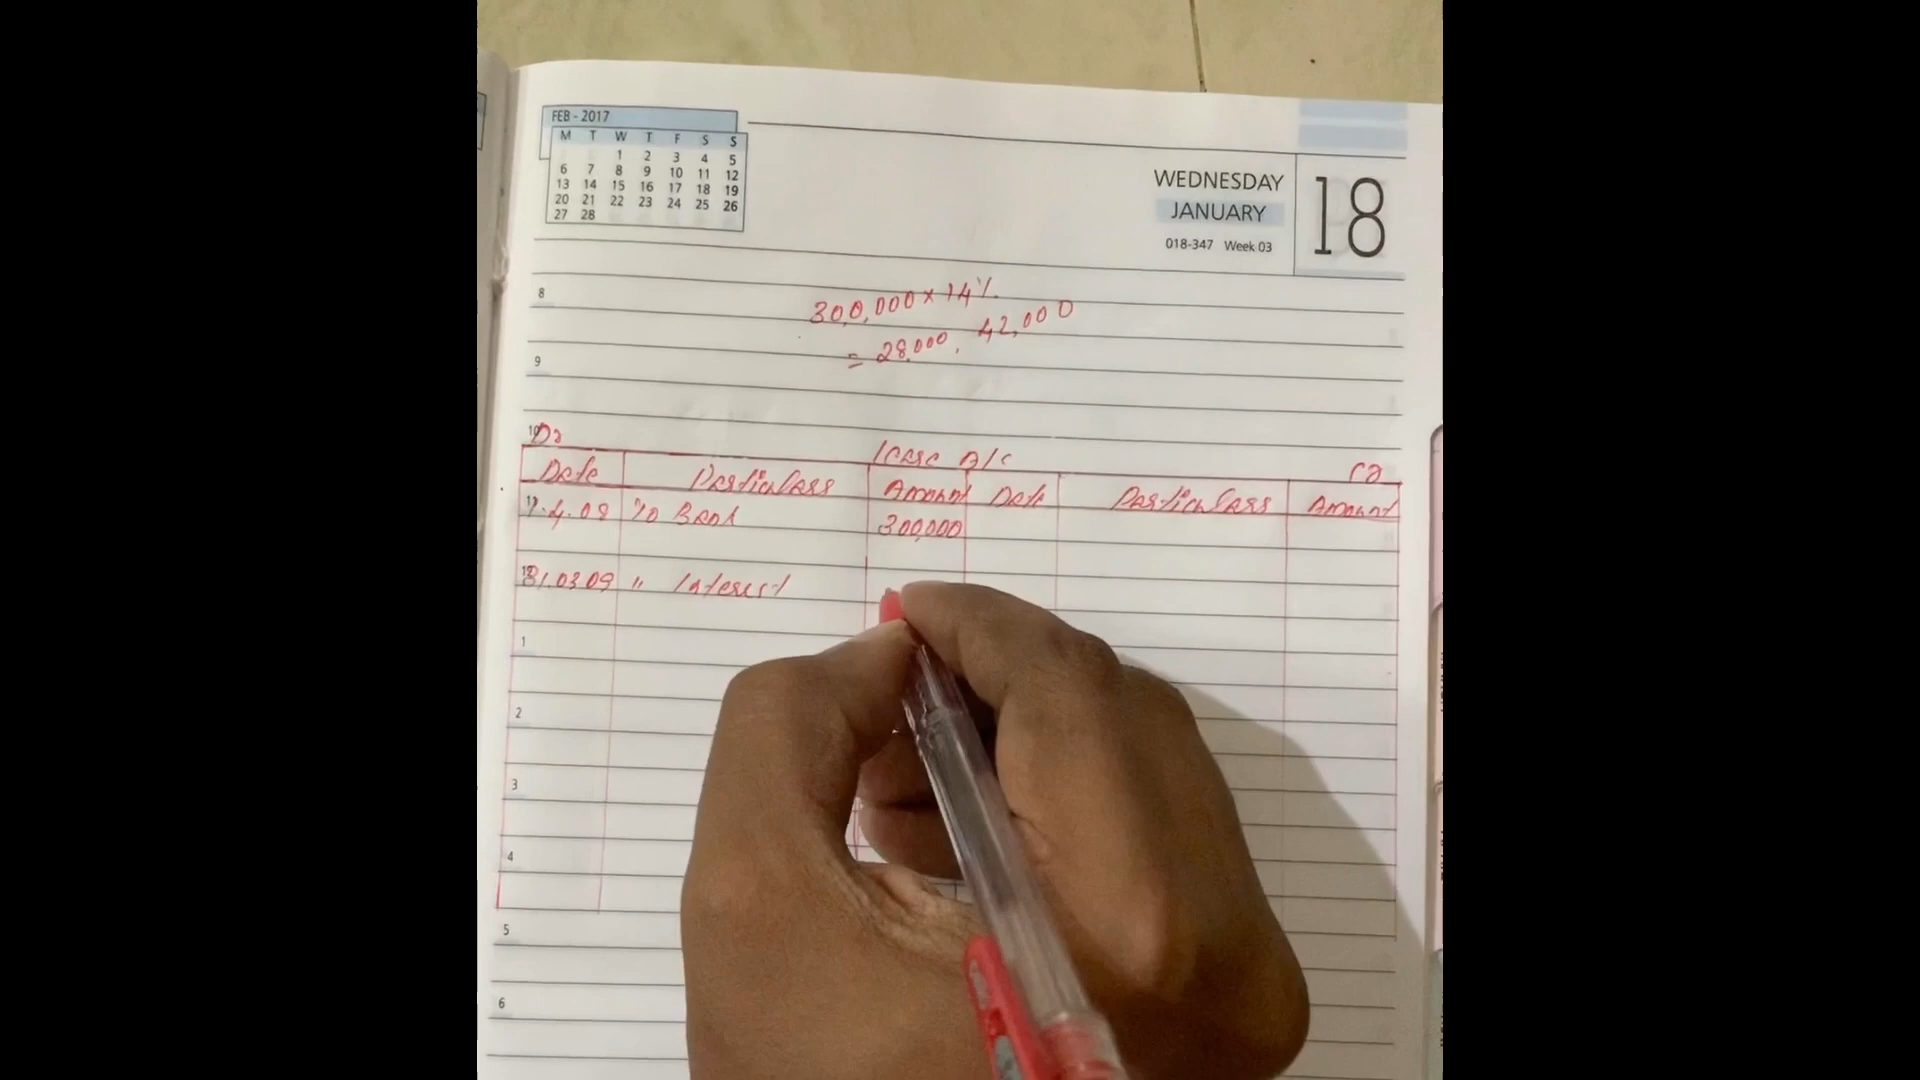 FEB - 2017
M T W T F S S
1 2 3 4 5
6 7 8 9 10 11 12
13 14 15 16 17 18 19
20 21 22 23 24 25 26
27 28
WEDNESDAY
JANUARY
018-347 Week 03
18
8
300,000 × 14%
= 28,000. 42,000
9
10
Dr Lease A/c Cr
Date Particulars Amount Date Particulars Amount
1.4.08 To Bank 300,000
12
31.03.09 " Interest
1
2
3
4
5
6